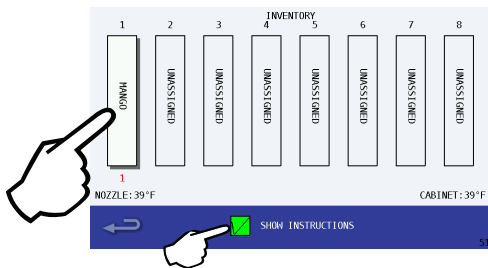 INVENTORY
1 2 3 4 5 6 7 8
MANGO UNASSIGNED UNASSIGNED UNASSIGNED UNASSIGNED UNASSIGNED UNASSIGNED UNASSIGNED
1
NOZZLE:39°F CABINET:39°F
SHOW INSTRUCTIONS
51